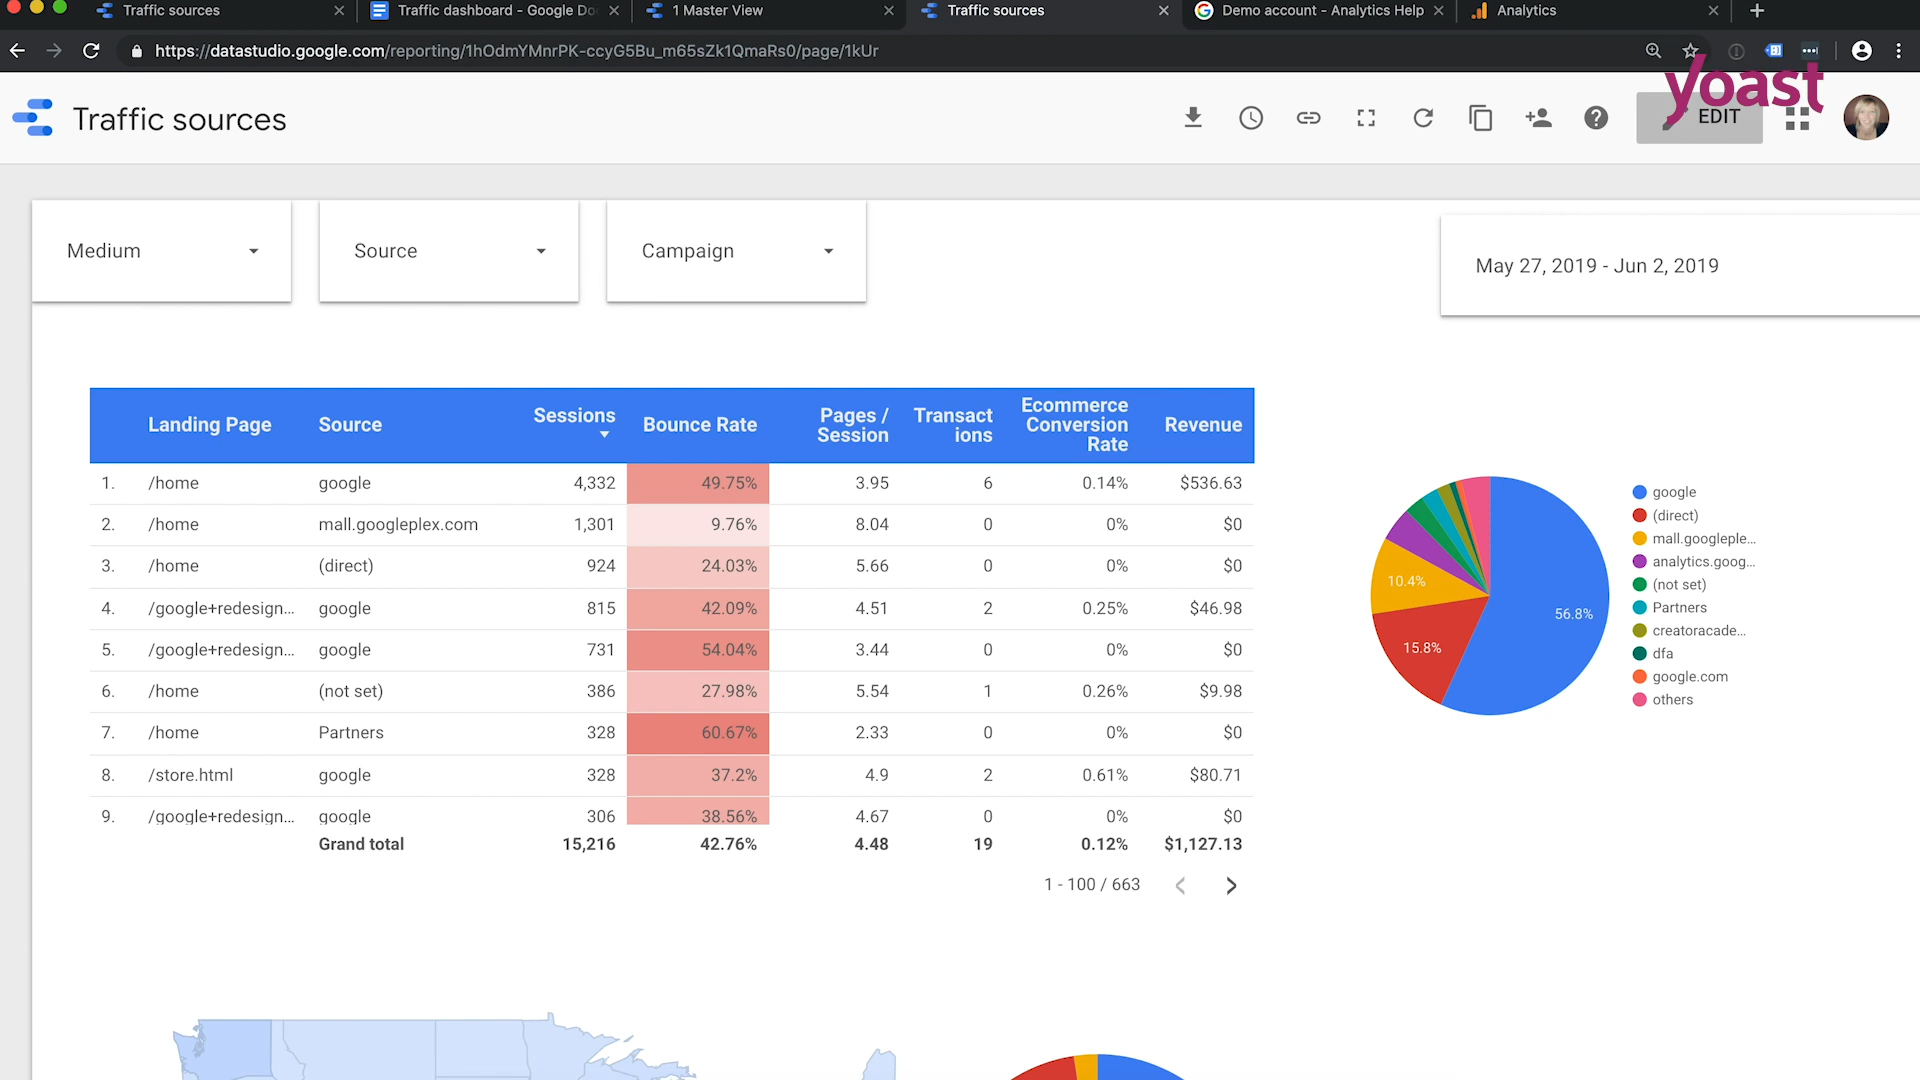 Traffic sources
Traffic dashboard - Google Do
1 Master View
Traffic sources
Demo account - Analytics Help
Analytics
https://datastudio.google.com/reporting/1hOdmYMnrPK-ccyG5Bu_m65sZk1QmaRs0/page/1kUr
yoast
Traffic sources
EDIT
Medium
Source
Campaign
May 27, 2019 - Jun 2, 2019
Landing Page Source Sessions Bounce Rate Pages / Session Transactions Ecommerce Conversion Rate Revenue
1. /home google 4,332 49.75% 3.95 6 0.14% $536.63
2. /home mall.googleplex.com 1,301 9.76% 8.04 0 0% $0
3. /home (direct) 924 24.03% 5.66 0 0% $0
4. /google+redesign... google 815 42.09% 4.51 2 0.25% $46.98
5. /google+redesign... google 731 54.04% 3.44 0 0% $0
6. /home (not set) 386 27.98% 5.54 1 0.26% $9.98
7. /home Partners 328 60.67% 2.33 0 0% $0
8. /store.html google 328 37.2% 4.9 2 0.61% $80.71
9. /google+redesign... google 306 38.56% 4.67 0 0% $0
Grand total 15,216 42.76% 4.48 19 0.12% $1,127.13
1 - 100 / 663
10.4%
15.8%
56.8%
google
(direct)
mall.googleple...
analytics.goog...
(not set)
Partners
creatoracade...
dfa
google.com
others